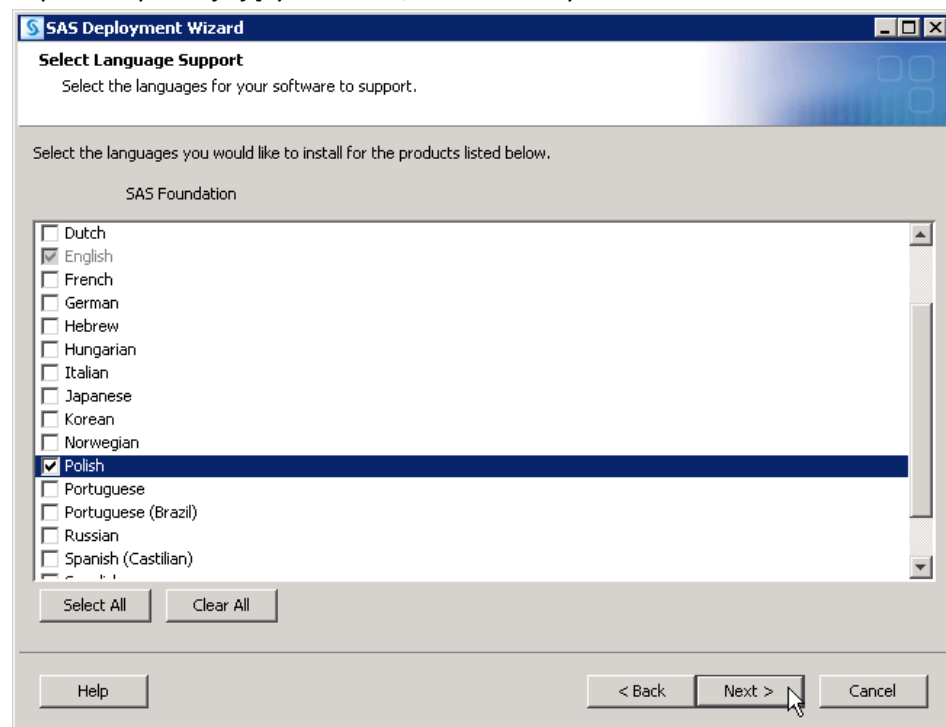 SAS Deployment Wizard
Select Language Support
Select the languages for your software to support.
Select the languages you would like to install for the products listed below.
SAS Foundation
Dutch
English
French
German
Hebrew
Hungarian
Italian
Japanese
Korean
Norwegian
Polish
Portuguese
Portuguese (Brazil)
Russian
Spanish (Castilian)
Select All Clear All
Help < Back Next > Cancel